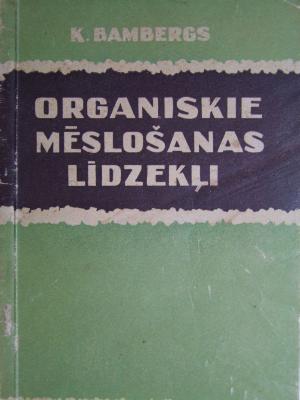 K. BAMBERGS
ORGANISKIE
MĒSLOŠANAS
LĪDZEKĻI